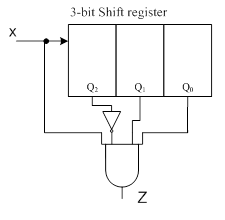 3-bit Shift register
X
Q₂ Q₁ Q₀
Z